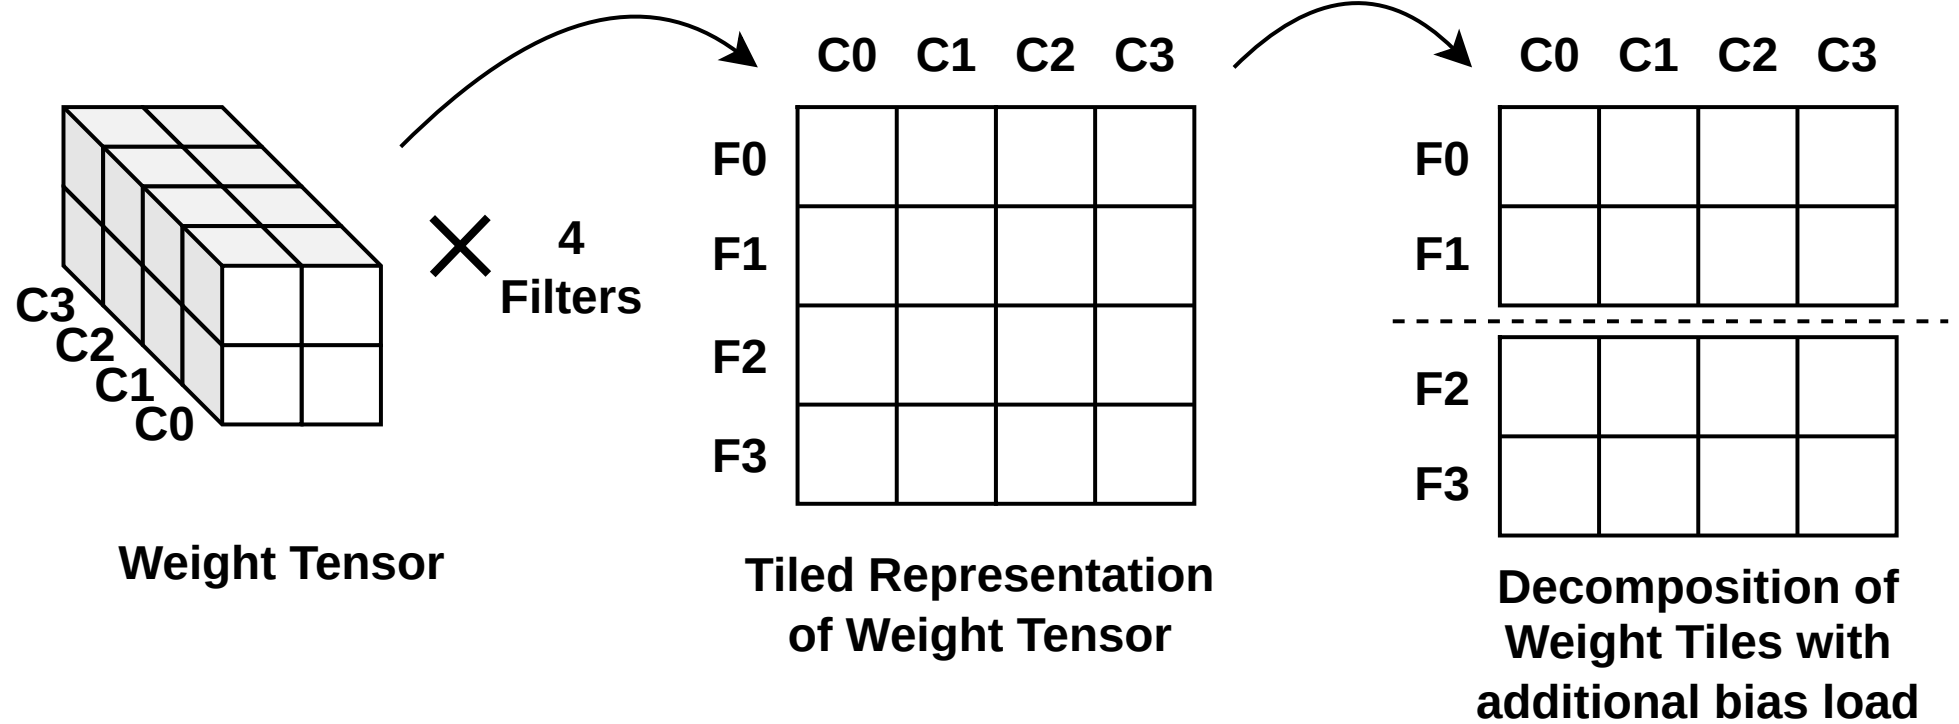 C3
C2
C1
C0
4
Filters
Weight Tensor
C0 C1 C2 C3
F0
F1
F2
F3
Tiled Representation
of Weight Tensor
C0 C1 C2 C3
F0
F1
F2
F3
Decomposition of
Weight Tiles with
additional bias load